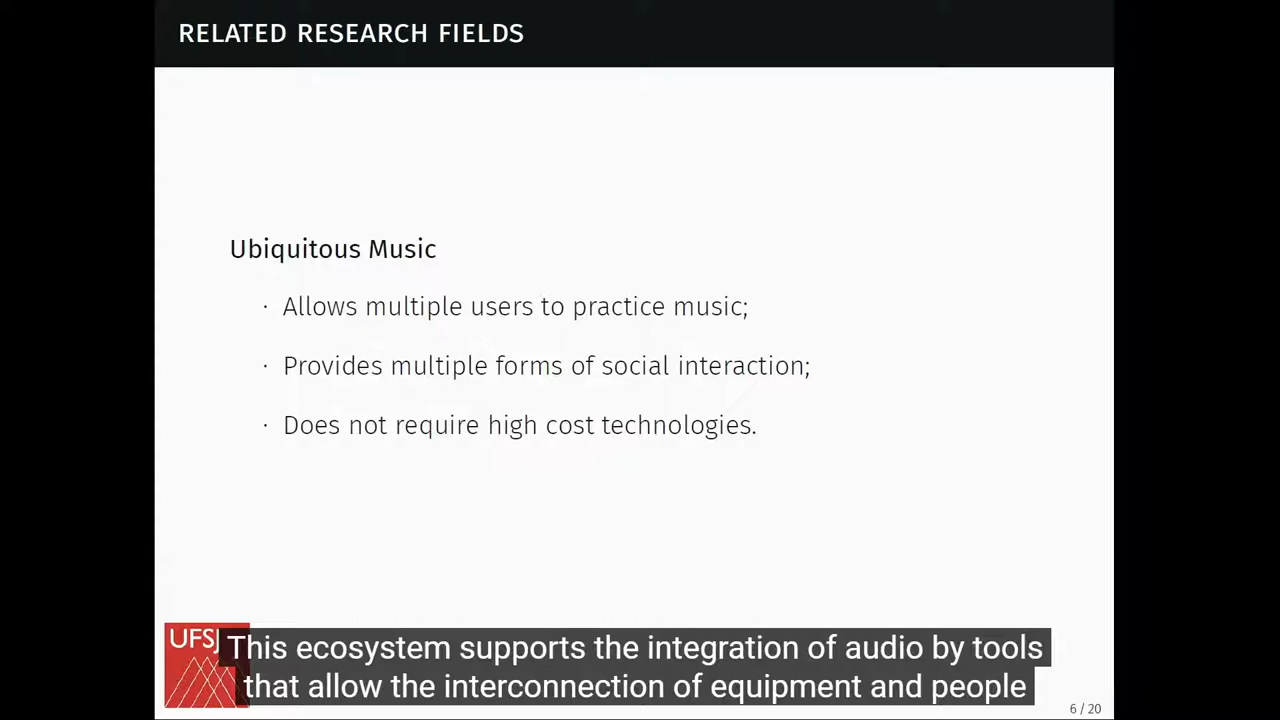 RELATED RESEARCH FIELDS
Ubiquitous Music
· Allows multiple users to practice music;
· Provides multiple forms of social interaction;
· Does not require high cost technologies.
UFSJ
This ecosystem supports the integration of audio by tools
that allow the interconnection of equipment and people
6 / 20